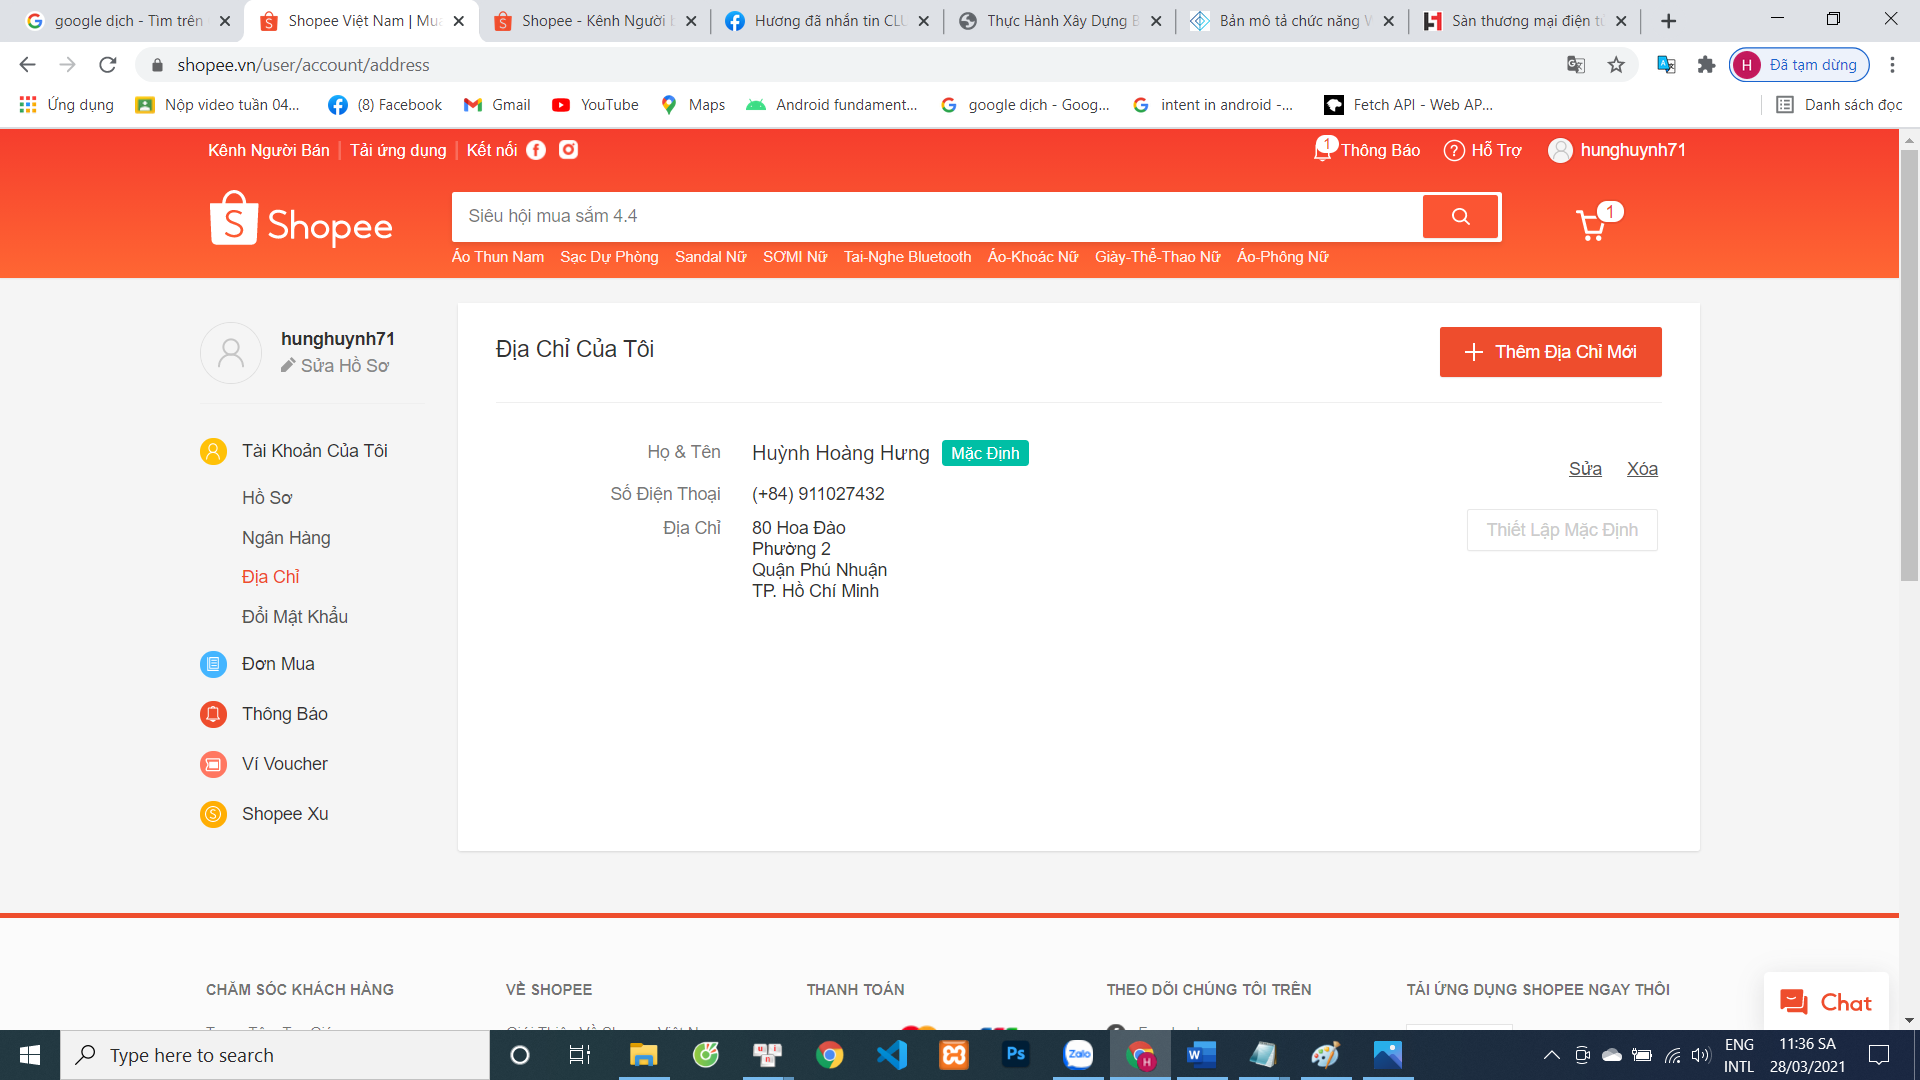 google dịch - Tìm trên
Shopee Việt Nam | Mua
Shopee - Kênh Người b
Hương đã nhắn tin CLU
Thực Hành Xây Dựng B
Bản mô tả chức năng W
Sàn thương mại điện tử
shopee.vn/user/account/address
H Đã tạm dừng
Ứng dụng
Nộp video tuần 04...
(8) Facebook
Gmail
YouTube
Maps
Android fundament...
google dịch - Goog...
intent in android -...
Fetch API - Web AP...
Danh sách đọc
Kênh Người Bán
Tải ứng dụng
Kết nối
1
Thông Báo
Hỗ Trợ
hunghuynh71
Shopee
Siêu hội mua sắm 4.4
1
Áo Thun Nam Sạc Dự Phòng Sandal Nữ SƠMI Nữ Tai-Nghe Bluetooth Áo-Khoác Nữ Giày-Thể-Thao Nữ Áo-Phông Nữ
hunghuynh71
Sửa Hồ Sơ
Tài Khoản Của Tôi
Hồ Sơ
Ngân Hàng
Địa Chỉ
Đổi Mật Khẩu
Đơn Mua
Thông Báo
Ví Voucher
Shopee Xu
Địa Chỉ Của Tôi
Thêm Địa Chỉ Mới
Họ & Tên Huỳnh Hoàng Hưng Mặc Định
Sửa Xóa
Số Điện Thoại (+84) 911027432
Địa Chỉ 80 Hoa Đào
Phường 2
Quận Phú Nhuận
TP. Hồ Chí Minh
Thiết Lập Mặc Định
CHĂM SÓC KHÁCH HÀNG
VỀ SHOPEE
THANH TOÁN
THEO DÕI CHÚNG TÔI TRÊN
TẢI ỨNG DỤNG SHOPEE NGAY THÔI
Chat
Type here to search
Ps
Zalo
ENG
INTL
11:36 SA
28/03/2021